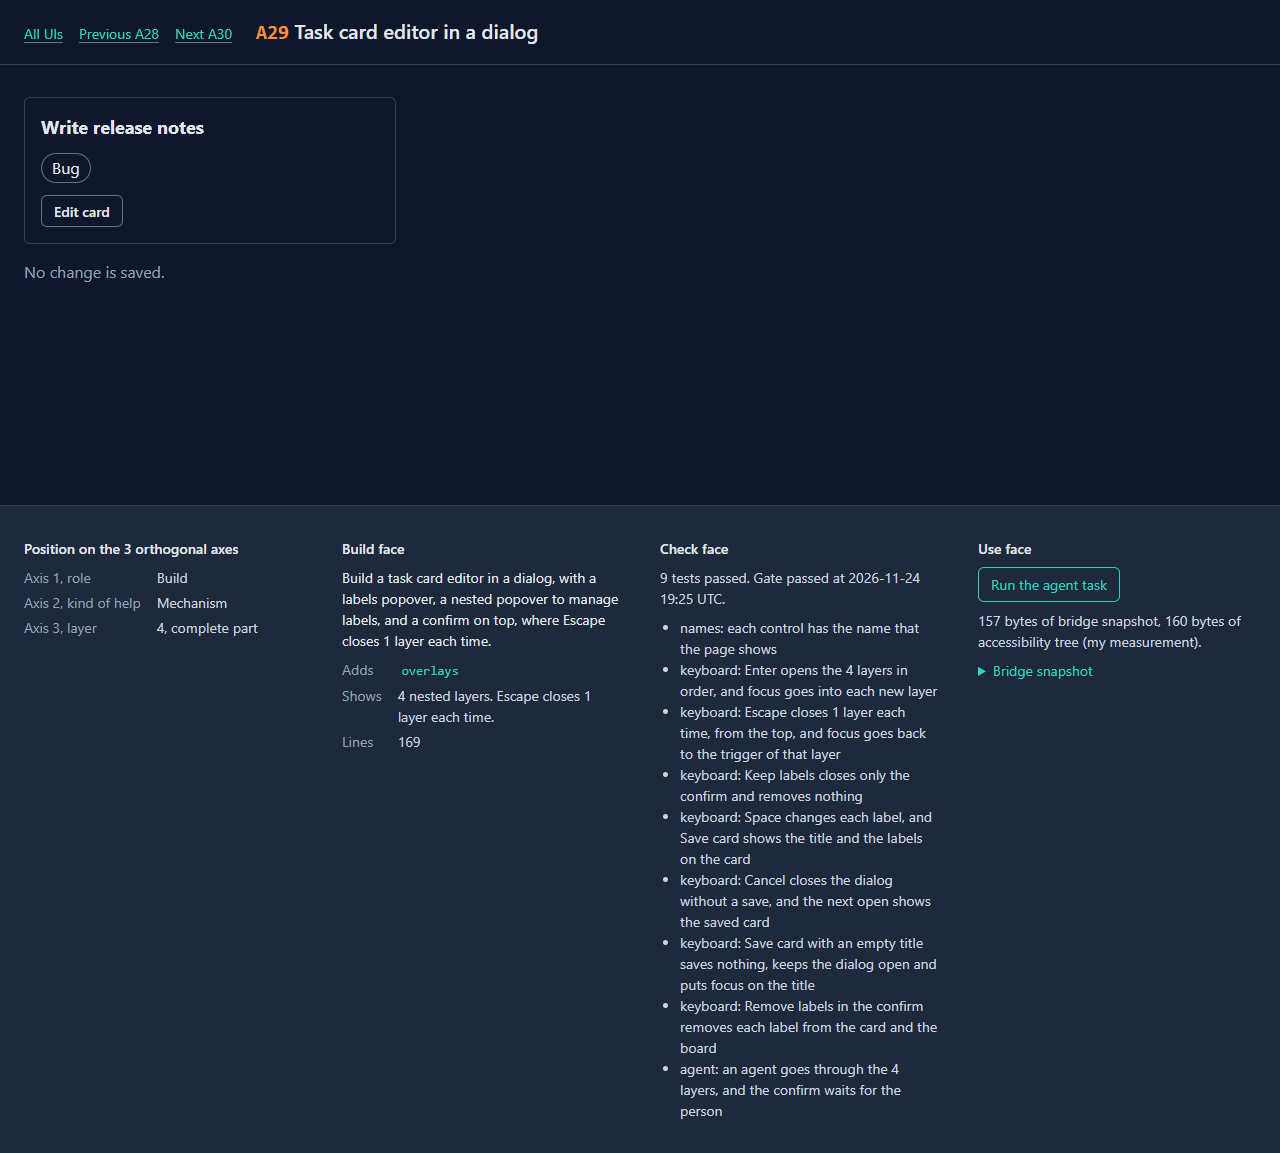 All UIs Previous A28 Next A30 A29 Task card editor in a dialog
Write release notes
Bug
Edit card
No change is saved.
Position on the 3 orthogonal axes
Axis 1, role Build
Axis 2, kind of help Mechanism
Axis 3, layer 4, complete part
Build face
Build a task card editor in a dialog, with a
labels popover, a nested popover to manage
labels, and a confirm on top, where Escape
closes 1 layer each time.
Adds overlays
Shows 4 nested layers. Escape closes 1
layer each time.
Lines 169
Check face
9 tests passed. Gate passed at 2026-11-24
19:25 UTC.
• names: each control has the name that
the page shows
• keyboard: Enter opens the 4 layers in
order, and focus goes into each new layer
• keyboard: Escape closes 1 layer each
time, from the top, and focus goes back
to the trigger of that layer
• keyboard: Keep labels closes only the
confirm and removes nothing
• keyboard: Space changes each label, and
Save card shows the title and the labels
on the card
• keyboard: Cancel closes the dialog
without a save, and the next open shows
the saved card
• keyboard: Save card with an empty title
saves nothing, keeps the dialog open and
puts focus on the title
• keyboard: Remove labels in the confirm
removes each label from the card and the
board
• agent: an agent goes through the 4
layers, and the confirm waits for the
person
Use face
Run the agent task
157 bytes of bridge snapshot, 160 bytes of
accessibility tree (my measurement).
▶ Bridge snapshot